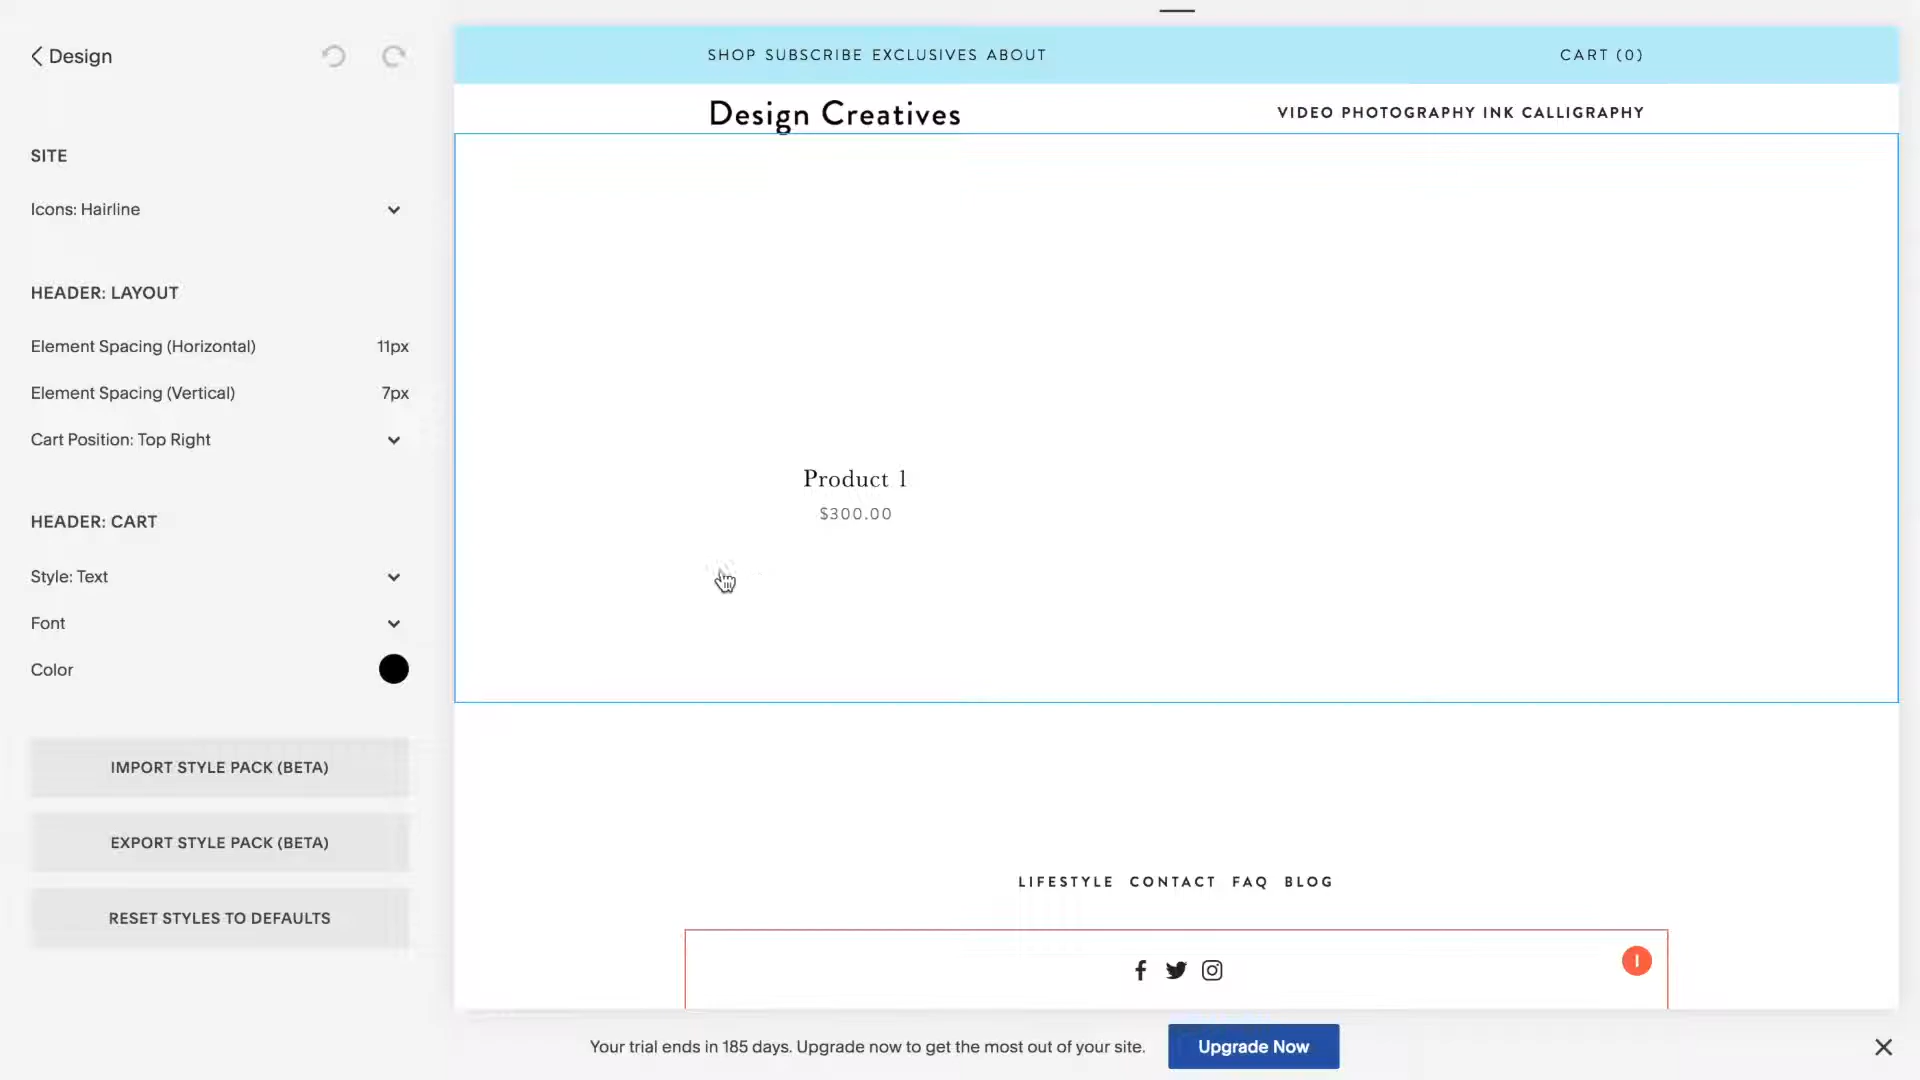 Design
SITE
Icons: Hairline
HEADER: LAYOUT
Element Spacing (Horizontal) 11px
Element Spacing (Vertical) 7px
Cart Position: Top Right
HEADER: CART
Style: Text
Font
Color
IMPORT STYLE PACK (BETA)
EXPORT STYLE PACK (BETA)
RESET STYLES TO DEFAULTS
SHOP SUBSCRIBE EXCLUSIVES ABOUT CART (0)
Design Creatives VIDEO PHOTOGRAPHY INK CALLIGRAPHY
Product 1
$300.00
LIFESTYLE CONTACT FAQ BLOG
Your trial ends in 185 days. Upgrade now to get the most out of your site. Upgrade Now